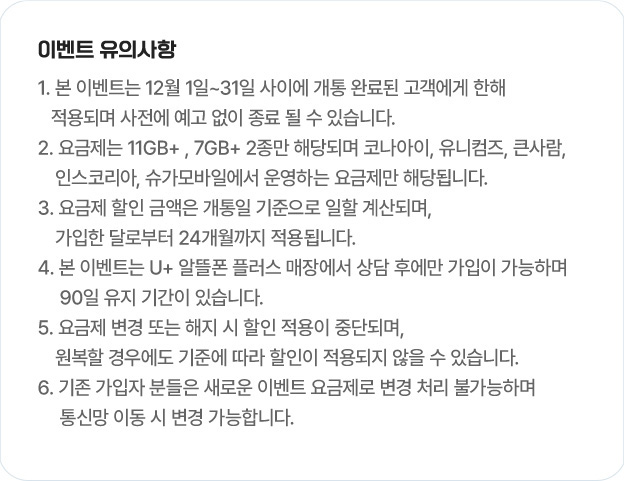 이벤트 유의사항
1. 본 이벤트는 12월 1일~31일 사이에 개통 완료된 고객에게 한해
적용되며 사전에 예고 없이 종료 될 수 있습니다.
2. 요금제는 11GB+ , 7GB+ 2종만 해당되며 코나아이, 유니컴즈, 큰사람,
인스코리아, 슈가모바일에서 운영하는 요금제만 해당됩니다.
3. 요금제 할인 금액은 개통일 기준으로 일할 계산되며,
가입한 달로부터 24개월까지 적용됩니다.
4. 본 이벤트는 U+ 알뜰폰 플러스 매장에서 상담 후에만 가입이 가능하며
90일 유지 기간이 있습니다.
5. 요금제 변경 또는 해지 시 할인 적용이 중단되며,
원복할 경우에도 기준에 따라 할인이 적용되지 않을 수 있습니다.
6. 기존 가입자 분들은 새로운 이벤트 요금제로 변경 처리 불가능하며
통신망 이동 시 변경 가능합니다.